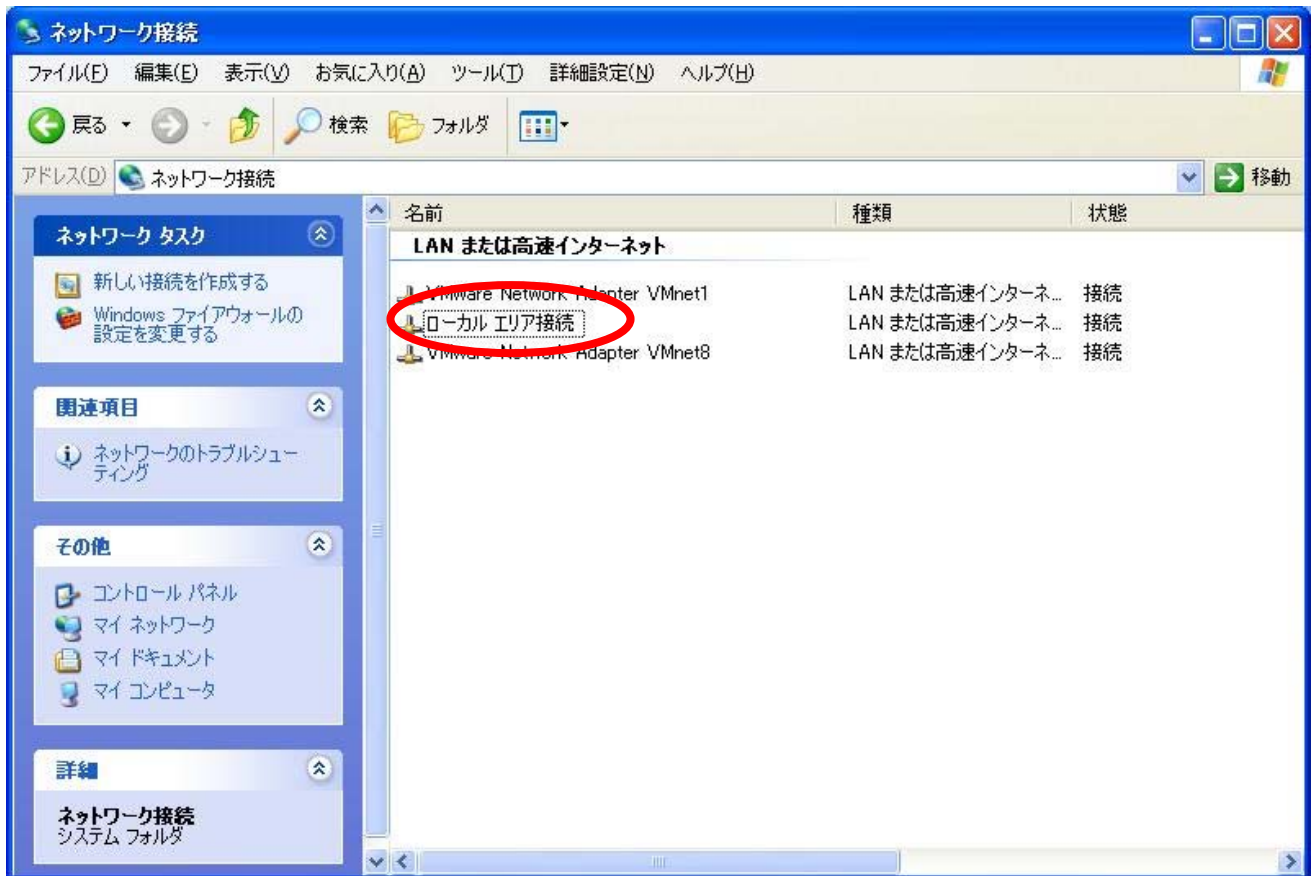 ネットワーク接続
ファイル(F) 編集(E) 表示(V) お気に入り(A) ツール(T) 詳細設定(N) ヘルプ(H)
戻る 検索 フォルダ
アドレス(D) ネットワーク接続 移動
ネットワーク タスク
新しい接続を作成する
Windows ファイアウォールの
設定を変更する
関連項目
ネットワークのトラブルシュー
ティング
その他
コントロール パネル
マイ ネットワーク
マイ ドキュメント
マイ コンピュータ
詳細
ネットワーク接続
システム フォルダ
名前 種類 状態
LAN または高速インターネット
VMware Network Adapter VMnet1 LAN または高速インターネ... 接続
ローカル エリア接続 LAN または高速インターネ... 接続
VMware Network Adapter VMnet8 LAN または高速インターネ... 接続